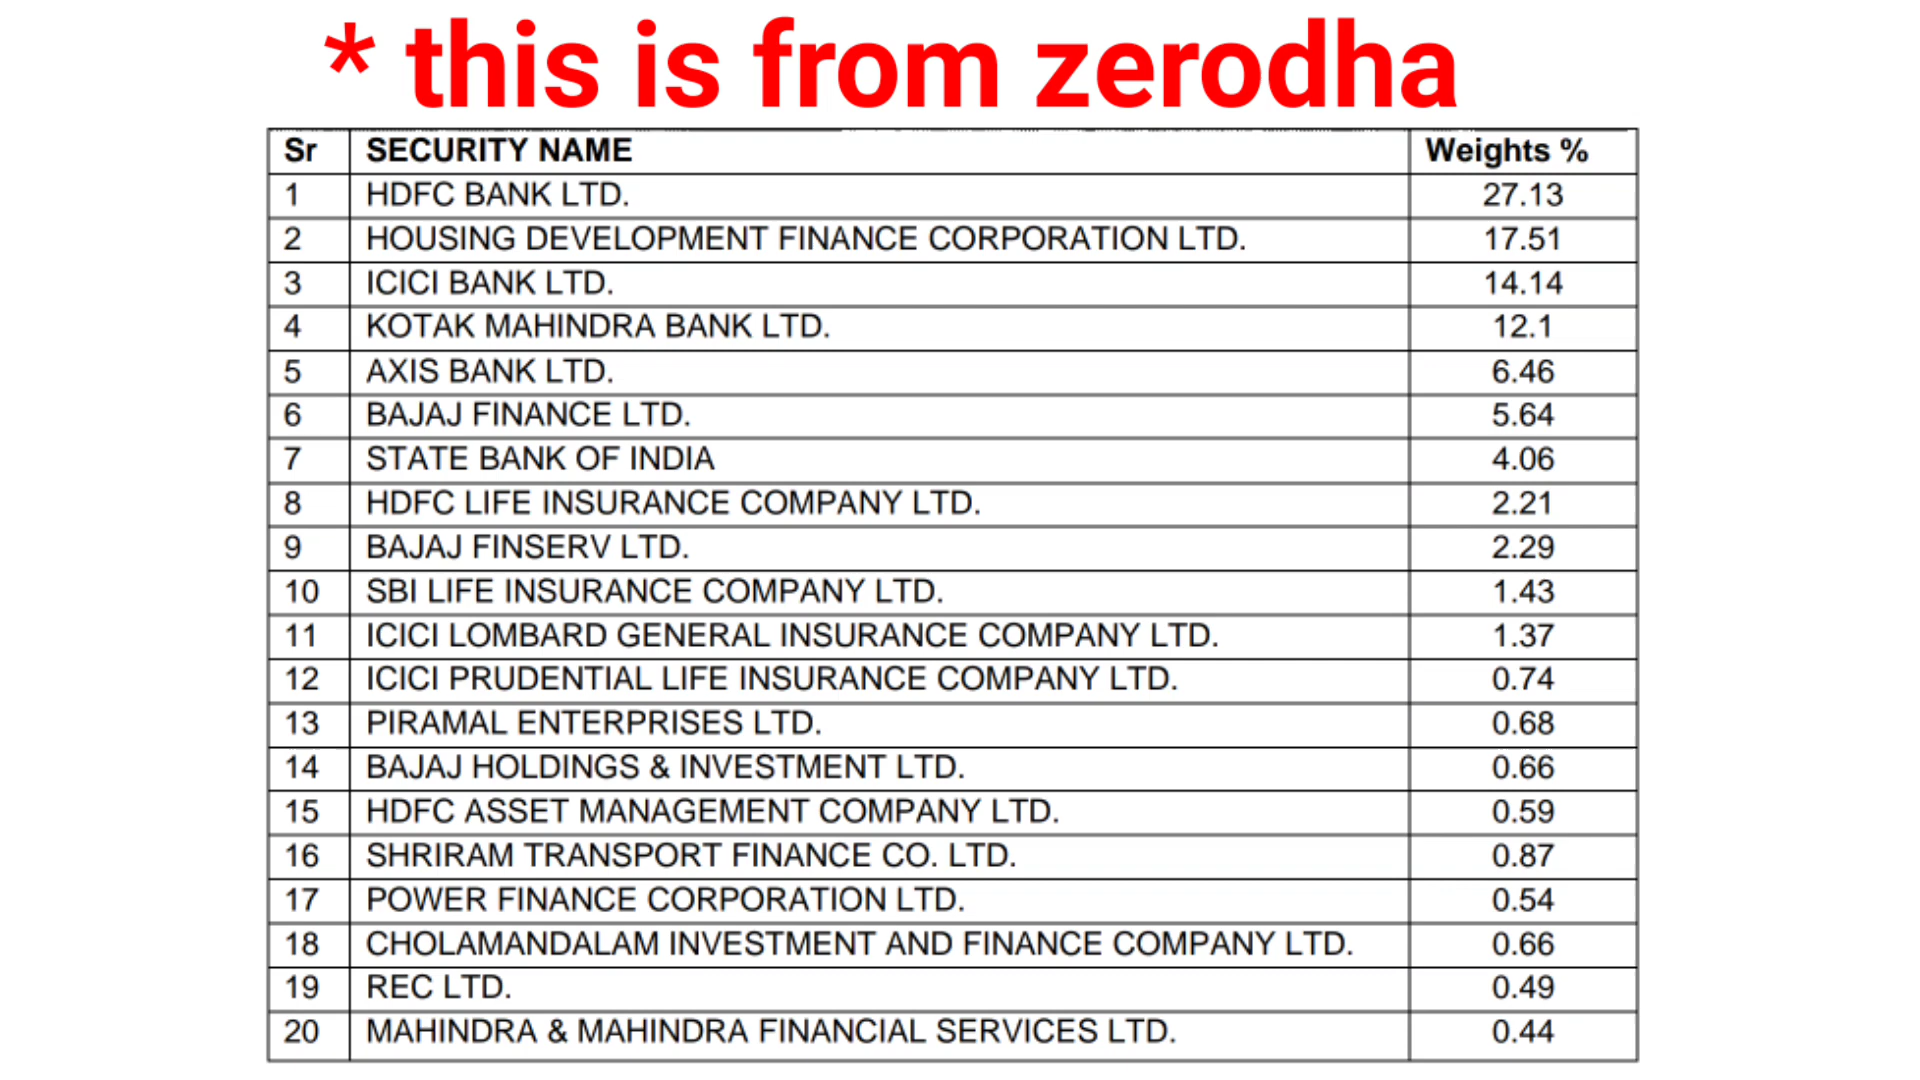 * this is from zerodha
Sr SECURITY NAME Weights %
1 HDFC BANK LTD. 27.13
2 HOUSING DEVELOPMENT FINANCE CORPORATION LTD. 17.51
3 ICICI BANK LTD. 14.14
4 KOTAK MAHINDRA BANK LTD. 12.1
5 AXIS BANK LTD. 6.46
6 BAJAJ FINANCE LTD. 5.64
7 STATE BANK OF INDIA 4.06
8 HDFC LIFE INSURANCE COMPANY LTD. 2.21
9 BAJAJ FINSERV LTD. 2.29
10 SBI LIFE INSURANCE COMPANY LTD. 1.43
11 ICICI LOMBARD GENERAL INSURANCE COMPANY LTD. 1.37
12 ICICI PRUDENTIAL LIFE INSURANCE COMPANY LTD. 0.74
13 PIRAMAL ENTERPRISES LTD. 0.68
14 BAJAJ HOLDINGS & INVESTMENT LTD. 0.66
15 HDFC ASSET MANAGEMENT COMPANY LTD. 0.59
16 SHRIRAM TRANSPORT FINANCE CO. LTD. 0.87
17 POWER FINANCE CORPORATION LTD. 0.54
18 CHOLAMANDALAM INVESTMENT AND FINANCE COMPANY LTD. 0.66
19 REC LTD. 0.49
20 MAHINDRA & MAHINDRA FINANCIAL SERVICES LTD. 0.44